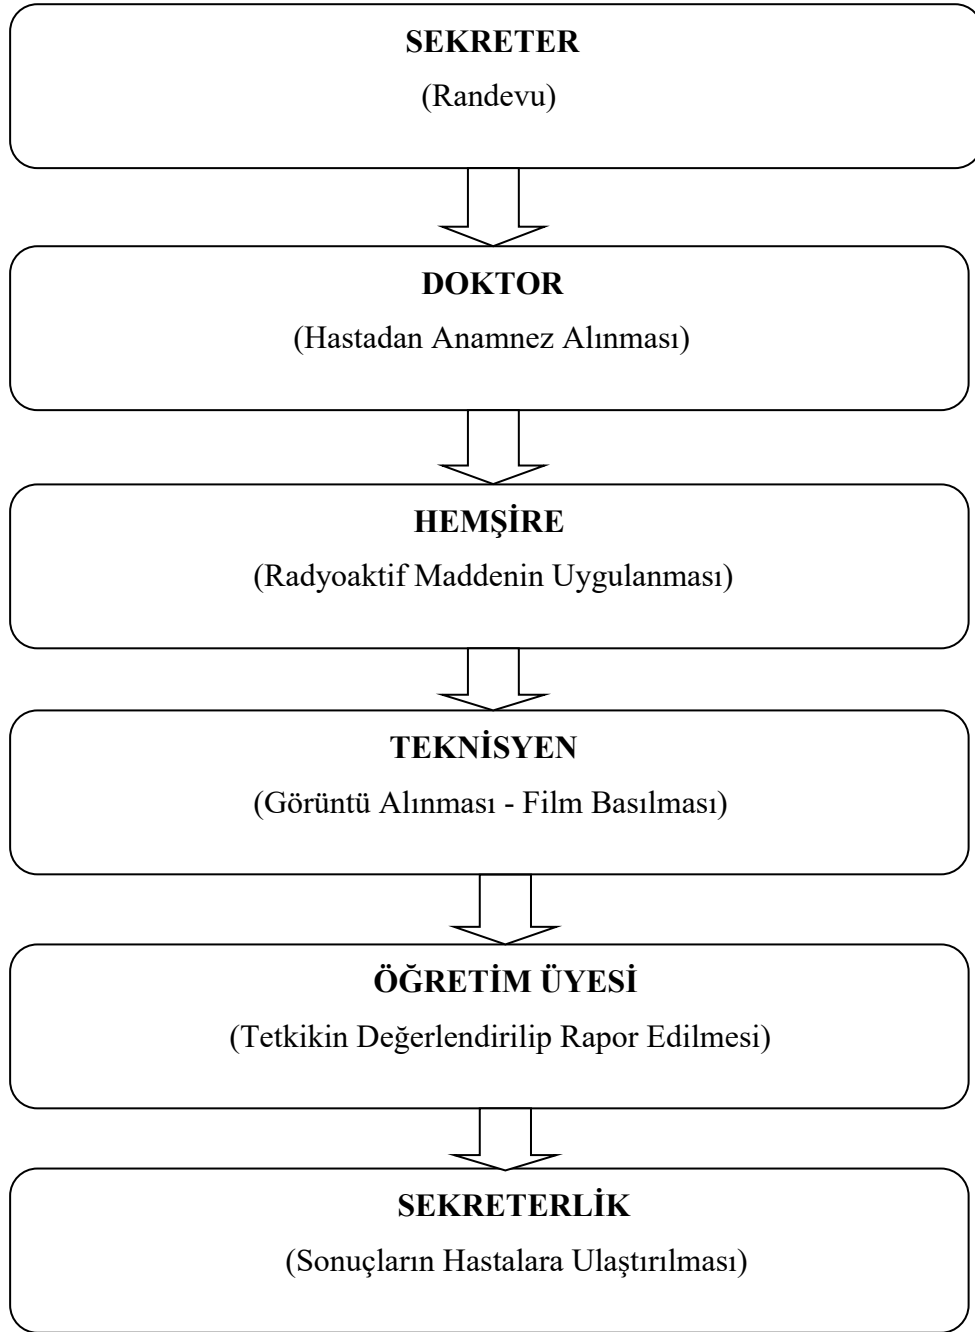 SEKRETER
(Randevu)
DOKTOR
(Hastadan Anamnez Alınması)
HEMŞİRE
(Radyoaktif Maddenin Uygulanması)
TEKNİSYEN
(Görüntü Alınması - Film Basılması)
ÖĞRETİM ÜYESİ
(Tetkikin Değerlendirilip Rapor Edilmesi)
SEKRETERLİK
(Sonuçların Hastalara Ulaştırılması)